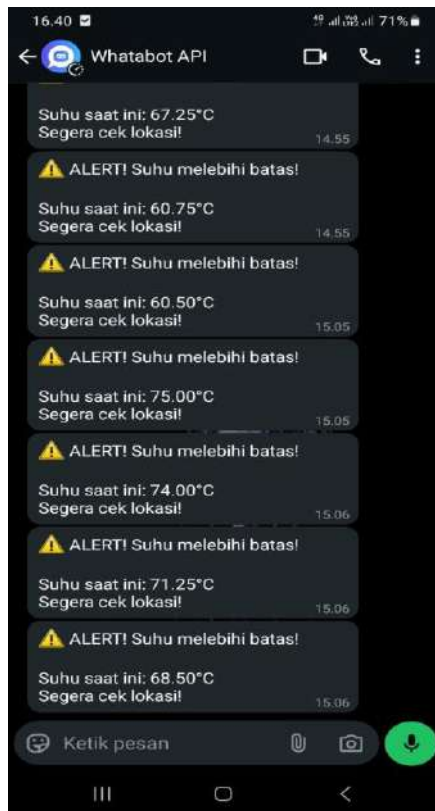 16.40
71%
Whatabot API
Suhu saat ini: 67.25°C
Segera cek lokasi!
14.55
ALERT! Suhu melebihi batas!
Suhu saat ini: 60.75°C
Segera cek lokasi!
14.55
ALERT! Suhu melebihi batas!
Suhu saat ini: 60.50°C
Segera cek lokasi!
15.05
ALERT! Suhu melebihi batas!
Suhu saat ini: 75.00°C
Segera cek lokasi!
15.05
ALERT! Suhu melebihi batas!
Suhu saat ini: 74.00°C
Segera cek lokasi!
15.06
ALERT! Suhu melebihi batas!
Suhu saat ini: 71.25°C
Segera cek lokasi!
15.06
ALERT! Suhu melebihi batas!
Suhu saat ini: 68.50°C
Segera cek lokasi!
15.06
Ketik pesan